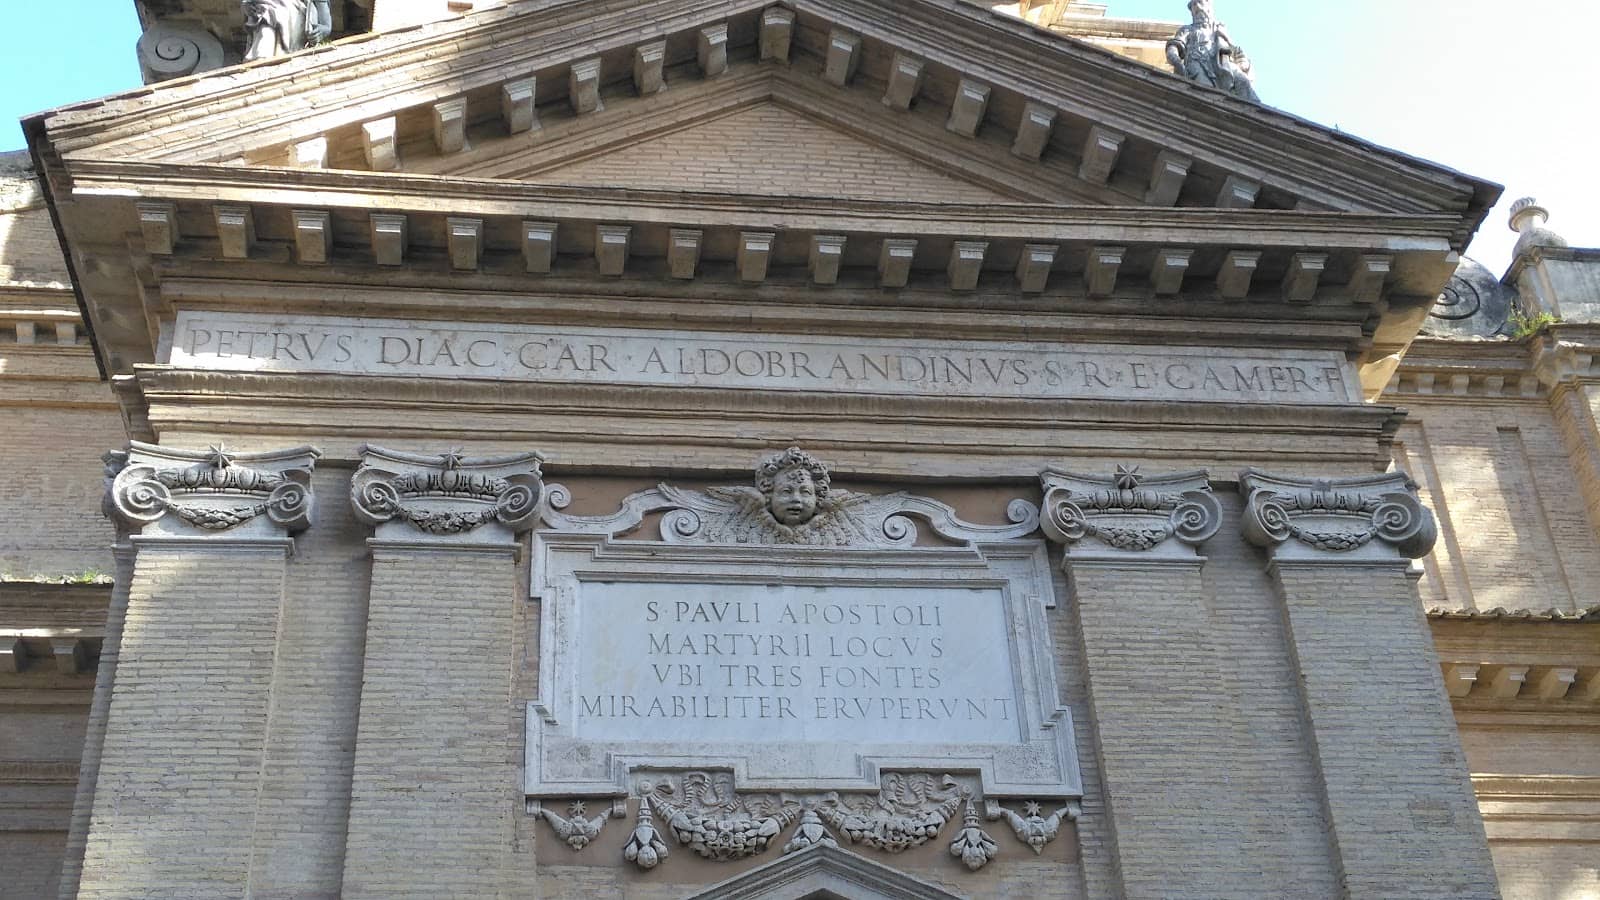 PETRVS DIAC·CAR·ALDOBRANDINVS·S·R·E·CAMER·F
S·PAVLI APOSTOLI
MARTYRII LOCVS
VBI TRES FONTES
MIRABILITER ERVPERVNT